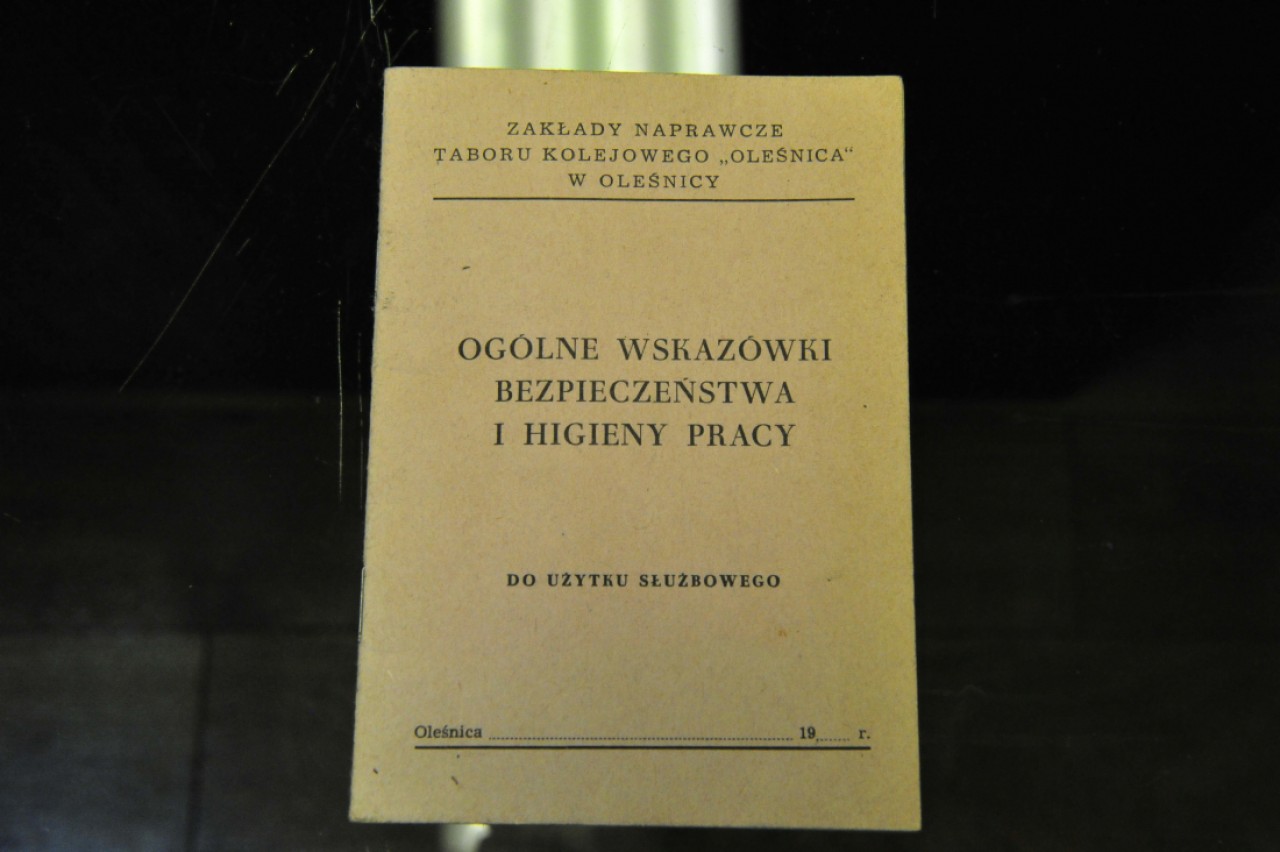 ZAKŁADY NAPRAWCZE
TABORU KOLEJOWEGO „OLEŚNICA“
W OLEŚNICY
OGÓLNE WSKAZÓWKI
BEZPIECZEŃSTWA
I HIGIENY PRACY
DO UŻYTKU SŁUŻBOWEGO
Oleśnica ........................ 19....... r.